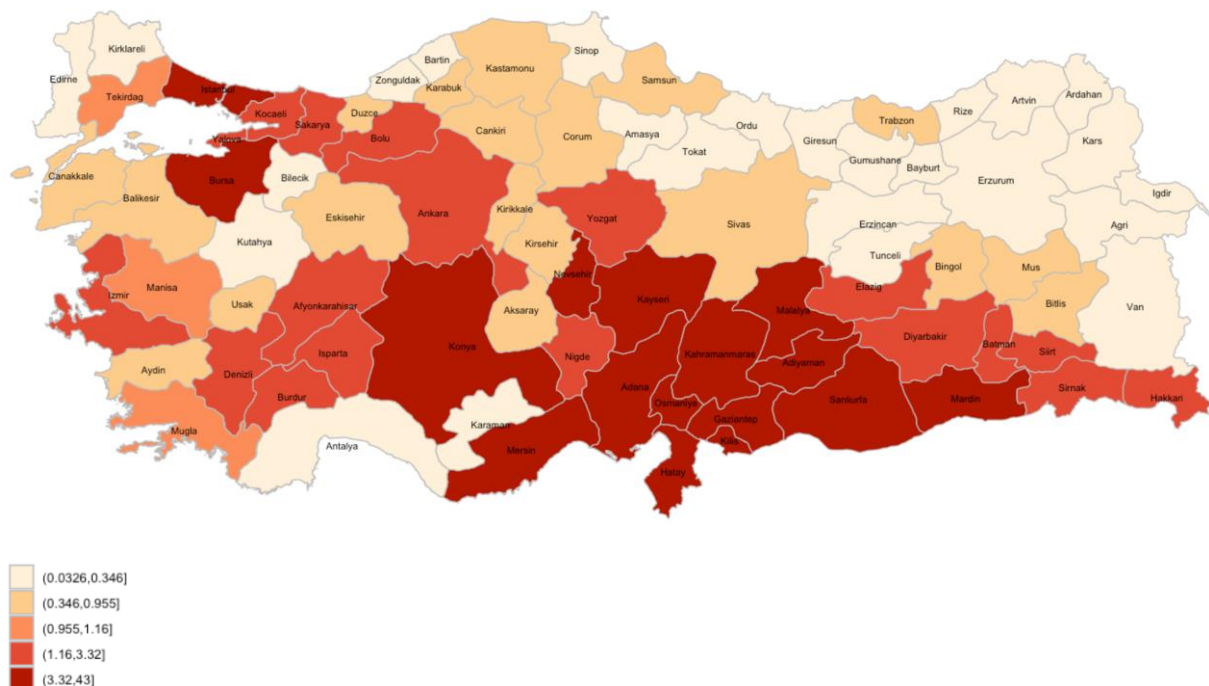 Kirklareli
Edirne
Tekirdag
Istanbul
Kocaeli
Yalova
Sakarya
Duzce
Bolu
Zonguldak
Bartin
Karabuk
Kastamonu
Sinop
Cankiri
Corum
Samsun
Amasya
Tokat
Ordu
Giresun
Trabzon
Gumushane
Bayburt
Rize
Artvin
Ardahan
Kars
Igdir
Erzurum
Agri
Canakkale
Balikesir
Bursa
Bilecik
Kutahya
Eskisehir
Ankara
Kirikkale
Kirsehir
Yozgat
Sivas
Erzincan
Tunceli
Bingol
Mus
Bitlis
Van
Izmir
Manisa
Usak
Afyonkarahisar
Aksaray
Nevsehir
Kayseri
Malatya
Elazig
Diyarbakir
Batman
Siirt
Sirnak
Hakkari
Aydin
Denizli
Isparta
Burdur
Konya
Nigde
Kahramanmaras
Adiyaman
Mardin
Mugla
Antalya
Karaman
Mersin
Adana
Osmaniye
Gaziantep
Kilis
Sanliurfa
Hatay
(0.0326,0.346]
(0.346,0.955]
(0.955,1.16]
(1.16,3.32]
(3.32,43]